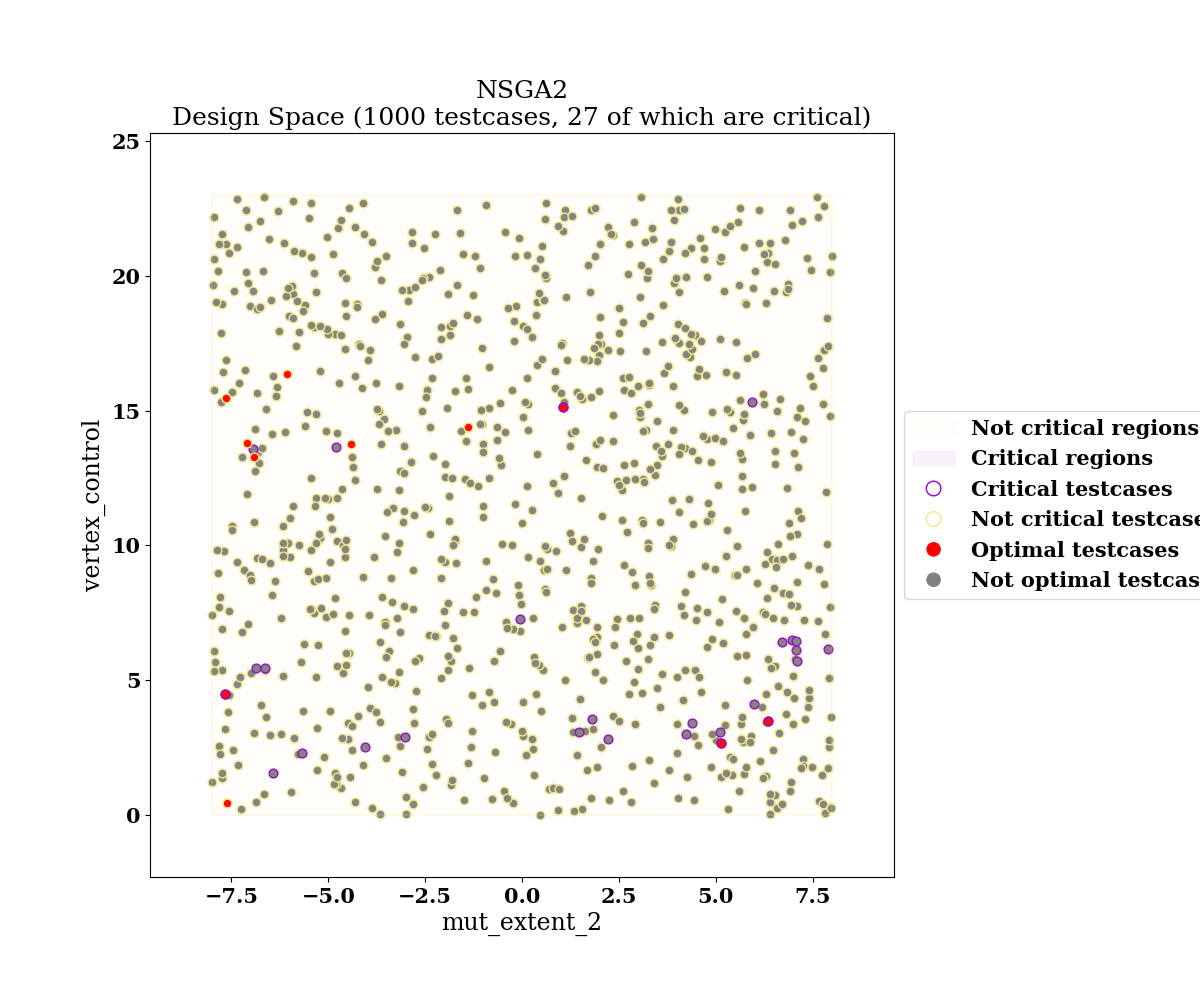 NSGA2
Design Space (1000 testcases, 27 of which are critical)
25
20
15
10
5
0
vertex_control
−7.5 −5.0 −2.5 0.0 2.5 5.0 7.5
mut_extent_2
Not critical regions
Critical regions
Critical testcases
Not critical testcase
Optimal testcases
Not optimal testcas